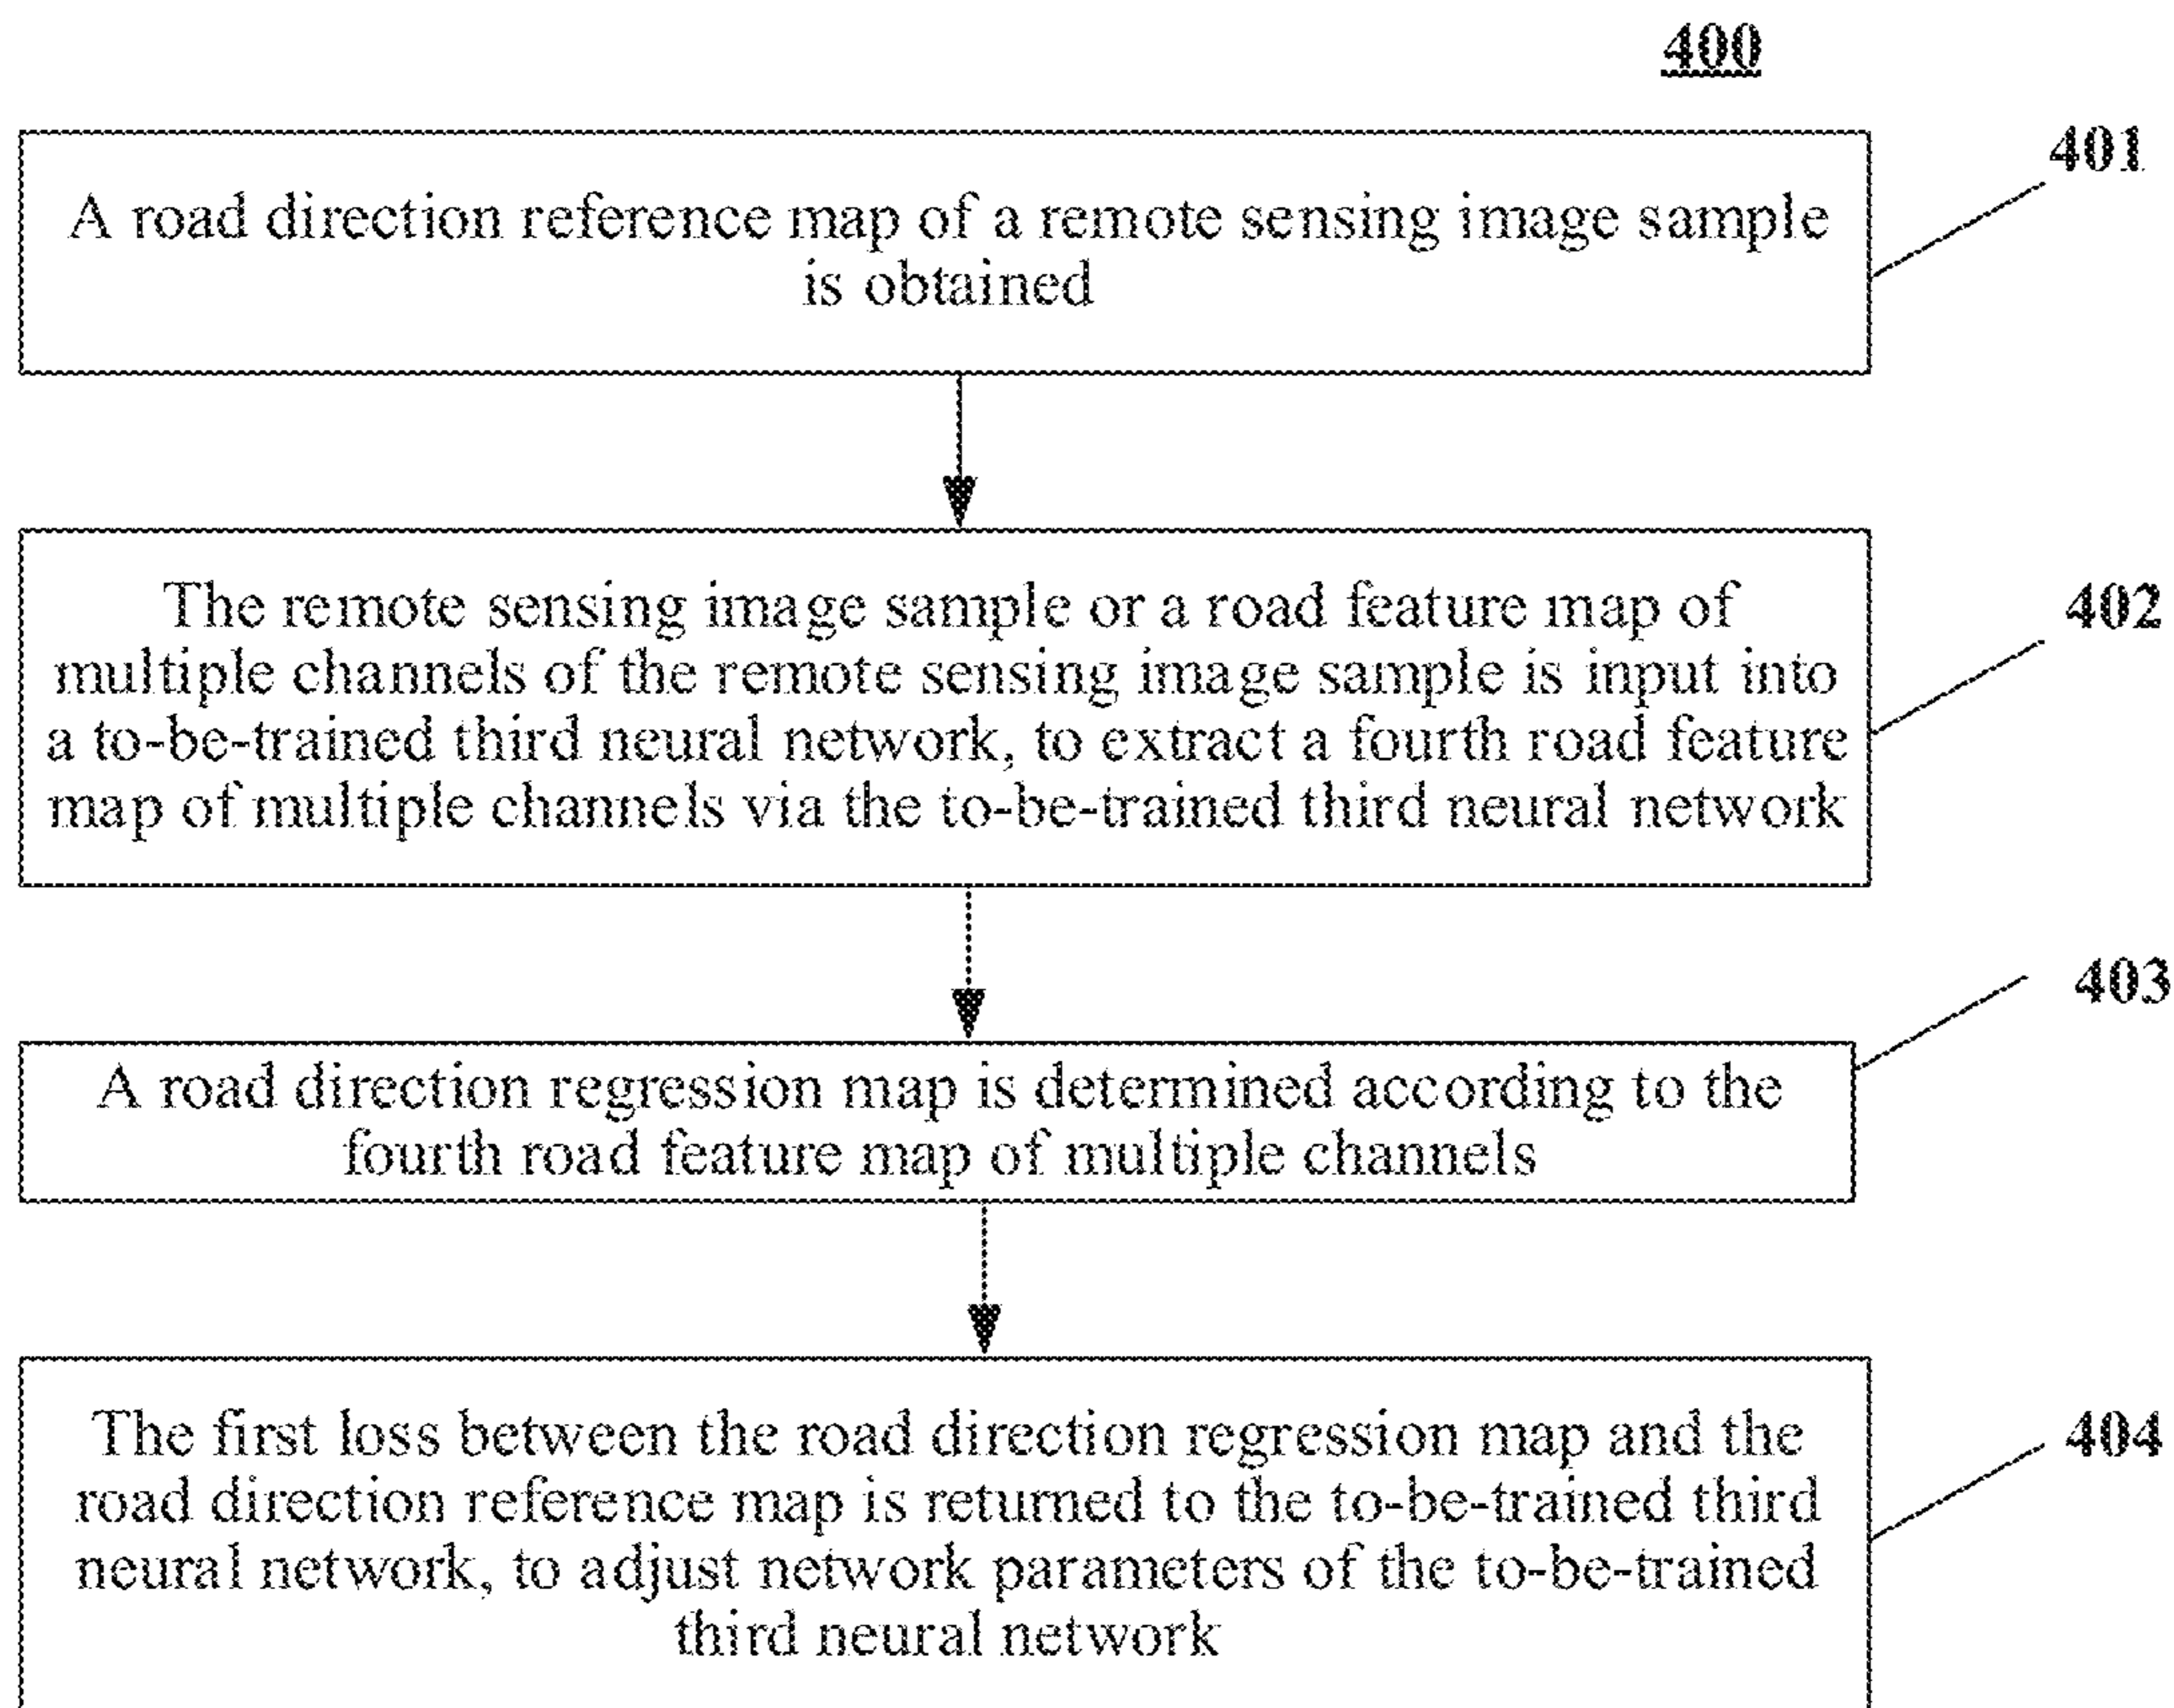 400
401
A road direction reference map of a remote sensing image sample
is obtained
402
The remote sensing image sample or a road feature map of
multiple channels of the remote sensing image sample is input into
a to-be-trained third neural network, to extract a fourth road feature
map of multiple channels via the to-be-trained third neural network
403
A road direction regression map is determined according to the
fourth road feature map of multiple channels
404
The first loss between the road direction regression map and the
road direction reference map is returned to the to-be-trained third
neural network, to adjust network parameters of the to-be-trained
third neural network